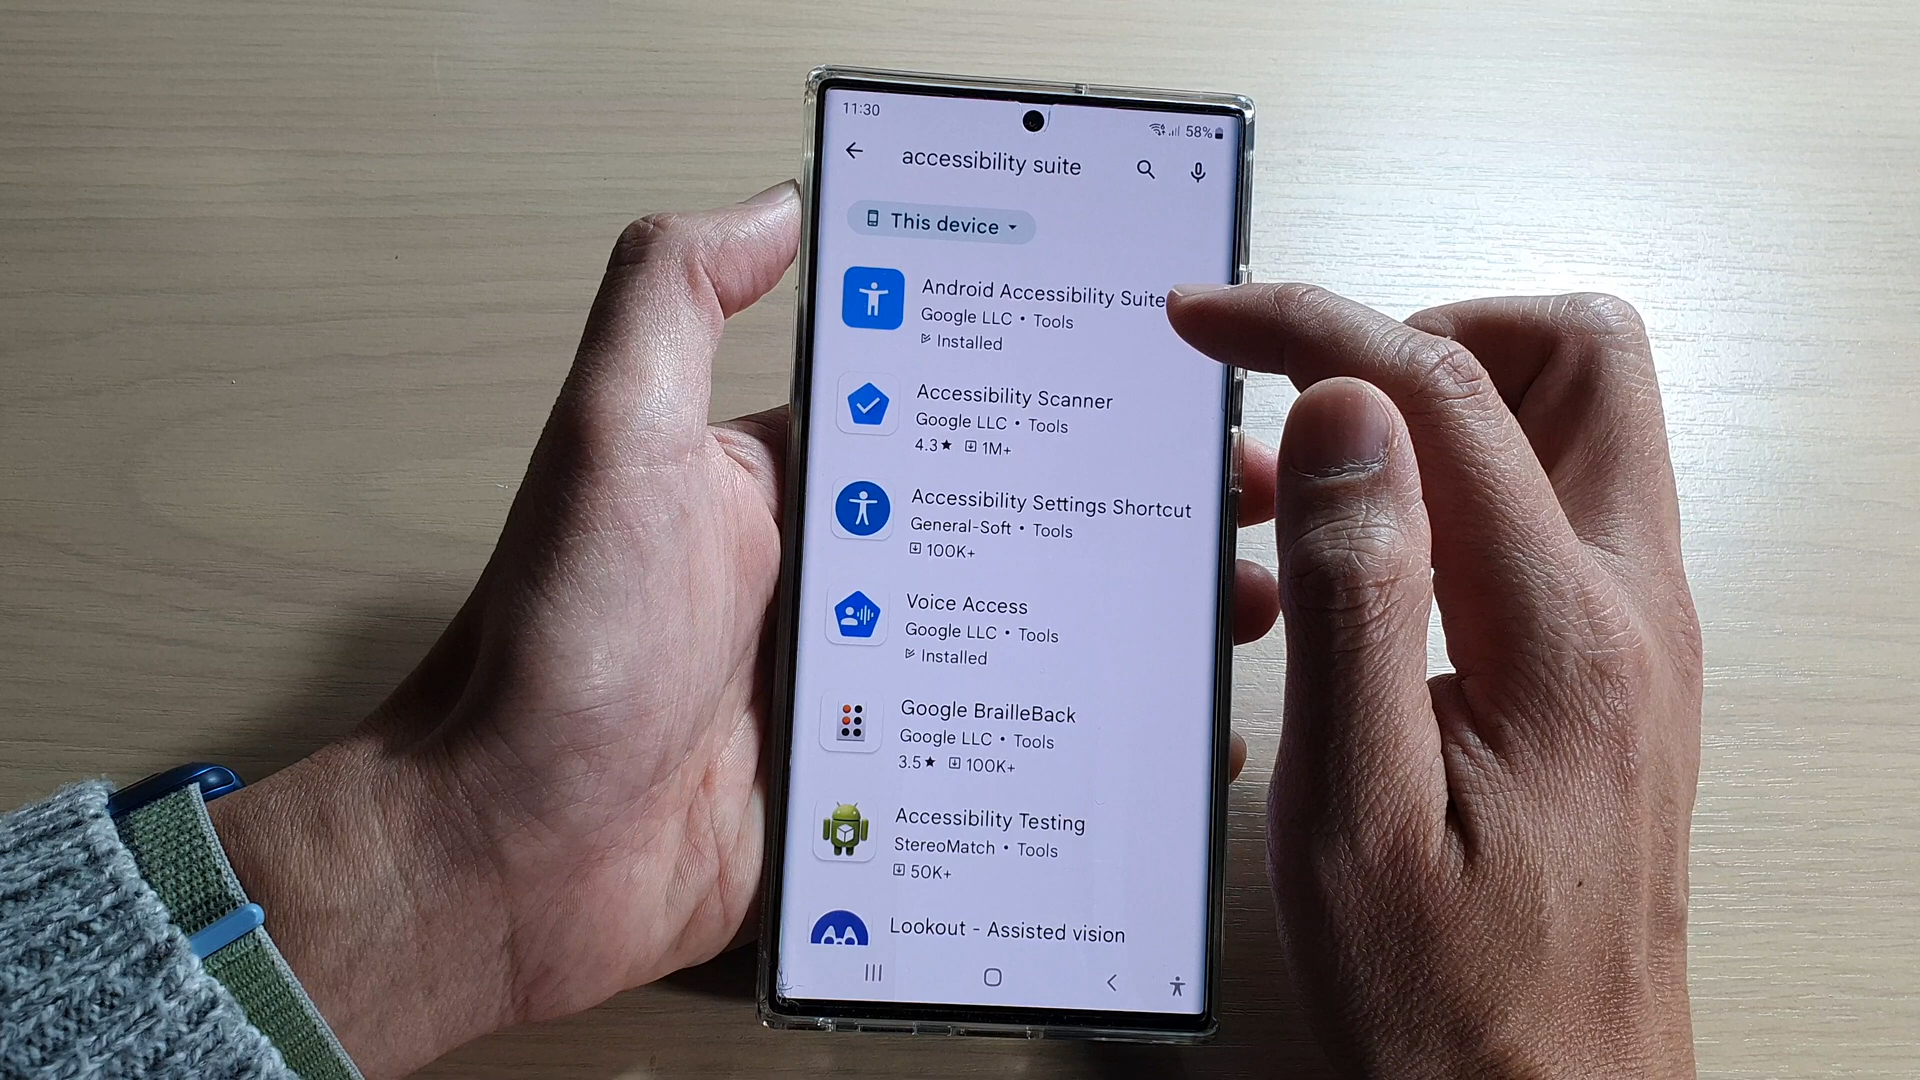 11:30
58%
accessibility suite
This device
Android Accessibility Suite
Google LLC • Tools
Installed
Accessibility Scanner
Google LLC • Tools
4.3★ 1M+
Accessibility Settings Shortcut
General-Soft • Tools
100K+
Voice Access
Google LLC • Tools
Installed
Google BrailleBack
Google LLC • Tools
3.5★ 100K+
Accessibility Testing
StereoMatch • Tools
50K+
Lookout - Assisted vision